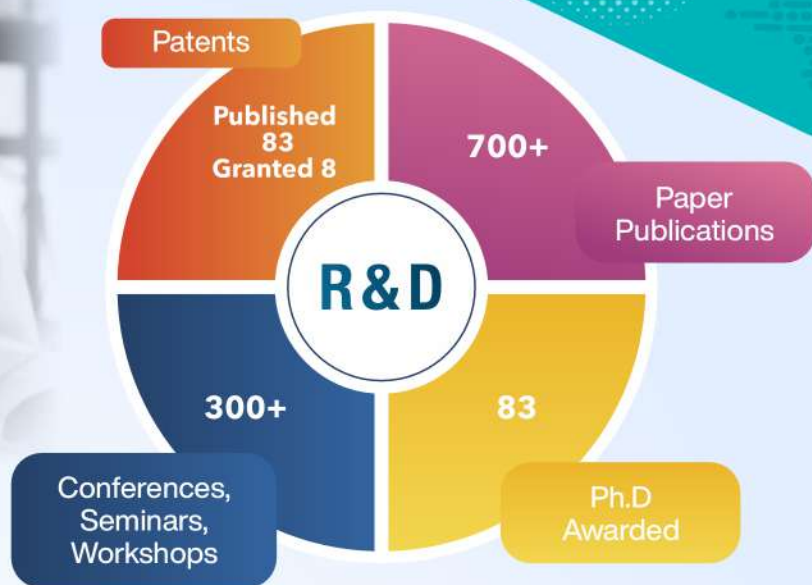 Patents
Published
83
Granted 8
700+
Paper
Publications
R & D
300+
83
Conferences,
Seminars,
Workshops
Ph.D
Awarded